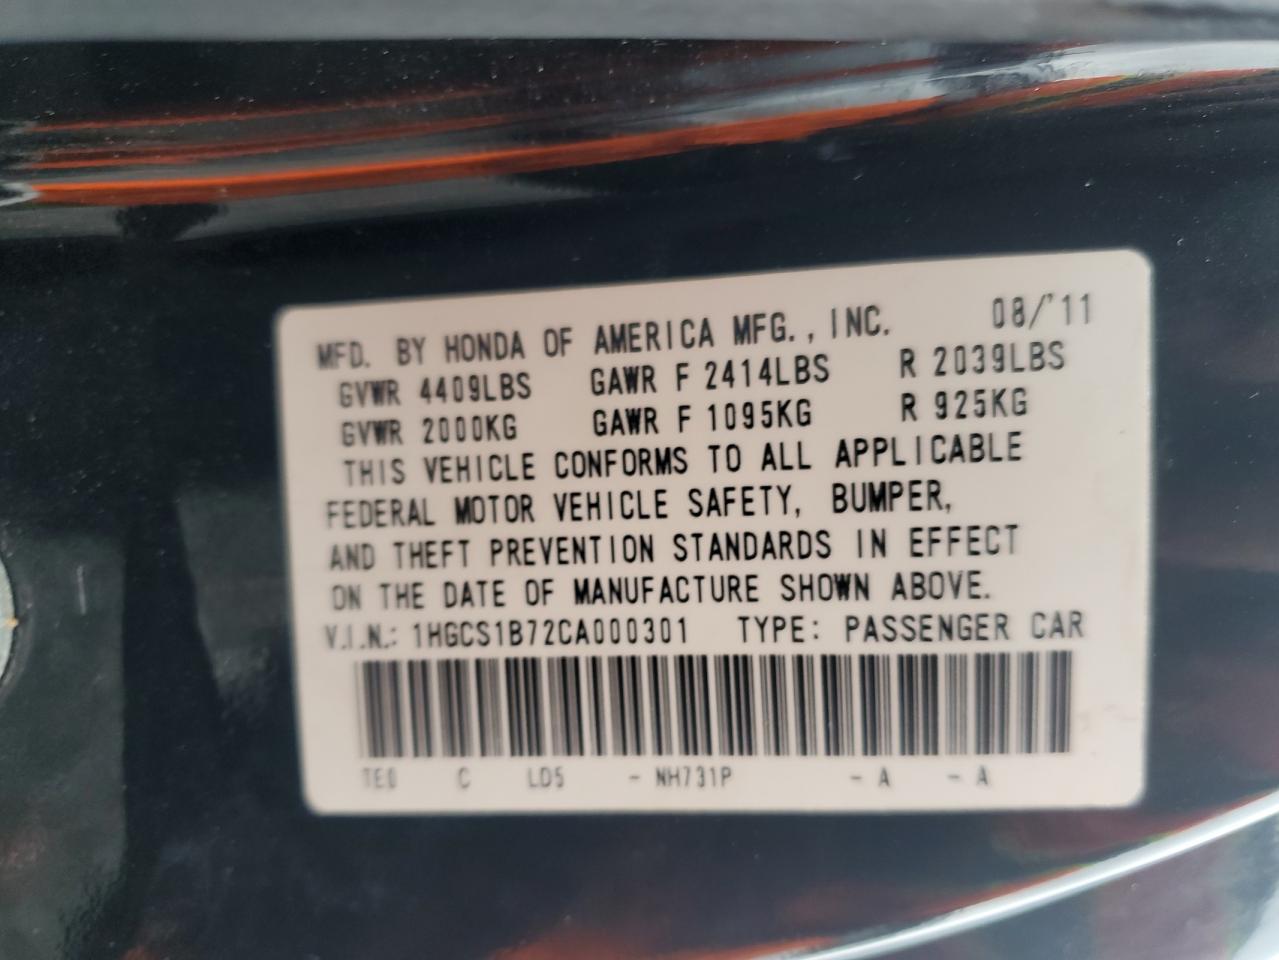 MFD. BY HONDA OF AMERICA MFG., INC. 08/'11
GVWR 4409LBS GAWR F 2414LBS R 2039LBS
GVWR 2000KG GAWR F 1095KG R 925KG
THIS VEHICLE CONFORMS TO ALL APPLICABLE
FEDERAL MOTOR VEHICLE SAFETY, BUMPER,
AND THEFT PREVENTION STANDARDS IN EFFECT
ON THE DATE OF MANUFACTURE SHOWN ABOVE.
V.I.N.: 1HGCS1B72CA000301 TYPE: PASSENGER CAR
TE0 C LD5 - NH731P - A - A